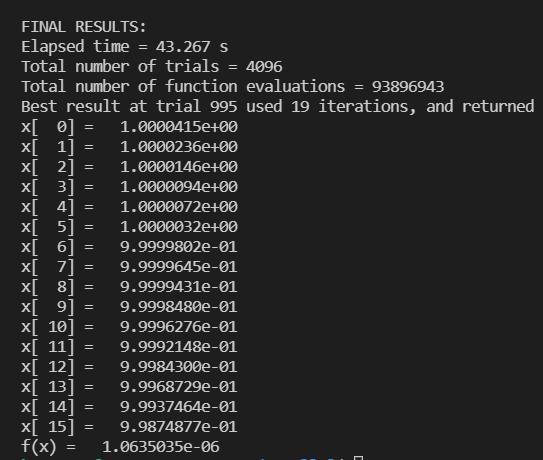 FINAL RESULTS:
Elapsed time = 43.267 s
Total number of trials = 4096
Total number of function evaluations = 93896943
Best result at trial 995 used 19 iterations, and returned
x[  0] =   1.0000415e+00
x[  1] =   1.0000236e+00
x[  2] =   1.0000146e+00
x[  3] =   1.0000094e+00
x[  4] =   1.0000072e+00
x[  5] =   1.0000032e+00
x[  6] =   9.9999802e-01
x[  7] =   9.9999645e-01
x[  8] =   9.9999431e-01
x[  9] =   9.9998480e-01
x[ 10] =   9.9996276e-01
x[ 11] =   9.9992148e-01
x[ 12] =   9.9984300e-01
x[ 13] =   9.9968729e-01
x[ 14] =   9.9937464e-01
x[ 15] =   9.9874877e-01
f(x) =   1.0635035e-06